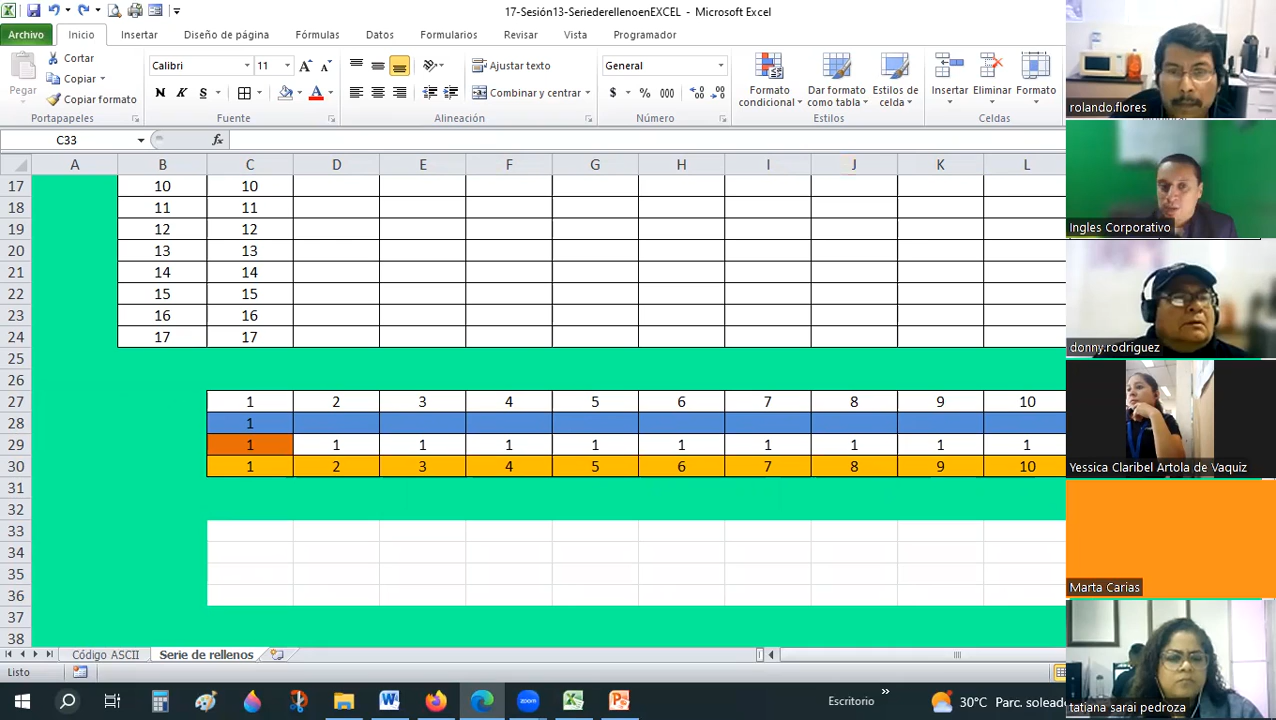 17-Sesión13-SeriederellenoenEXCEL - Microsoft Excel
Archivo Inicio Insertar Diseño de página Fórmulas Datos Formularios Revisar Vista Programador
Pegar
Cortar
Copiar
Copiar formato
Portapapeles
Calibri 11
N K S
Fuente
Ajustar texto
Combinar y centrar
Alineación
General
$ % 000
Número
Formato condicional
Dar formato como tabla
Estilos de celda
Estilos
Insertar
Eliminar
Formato
Celdas
C33 fx
A B C D E F G H I J K L
17 10 10
18 11 11
19 12 12
20 13 13
21 14 14
22 15 15
23 16 16
24 17 17
25
26
27 1 2 3 4 5 6 7 8 9 10
28 1
29 1 1 1 1 1 1 1 1 1 1
30 1 2 3 4 5 6 7 8 9 10
31
32
33
34
35
36
37
38
Código ASCII Serie de rellenos
Listo
Escritorio » 30°C Parc. soleado
rolando.flores
Ingles Corporativo
donny.rodriguez
Yessica Claribel Artola de Vaquiz
Marta Carias
tatiana sarai pedroza